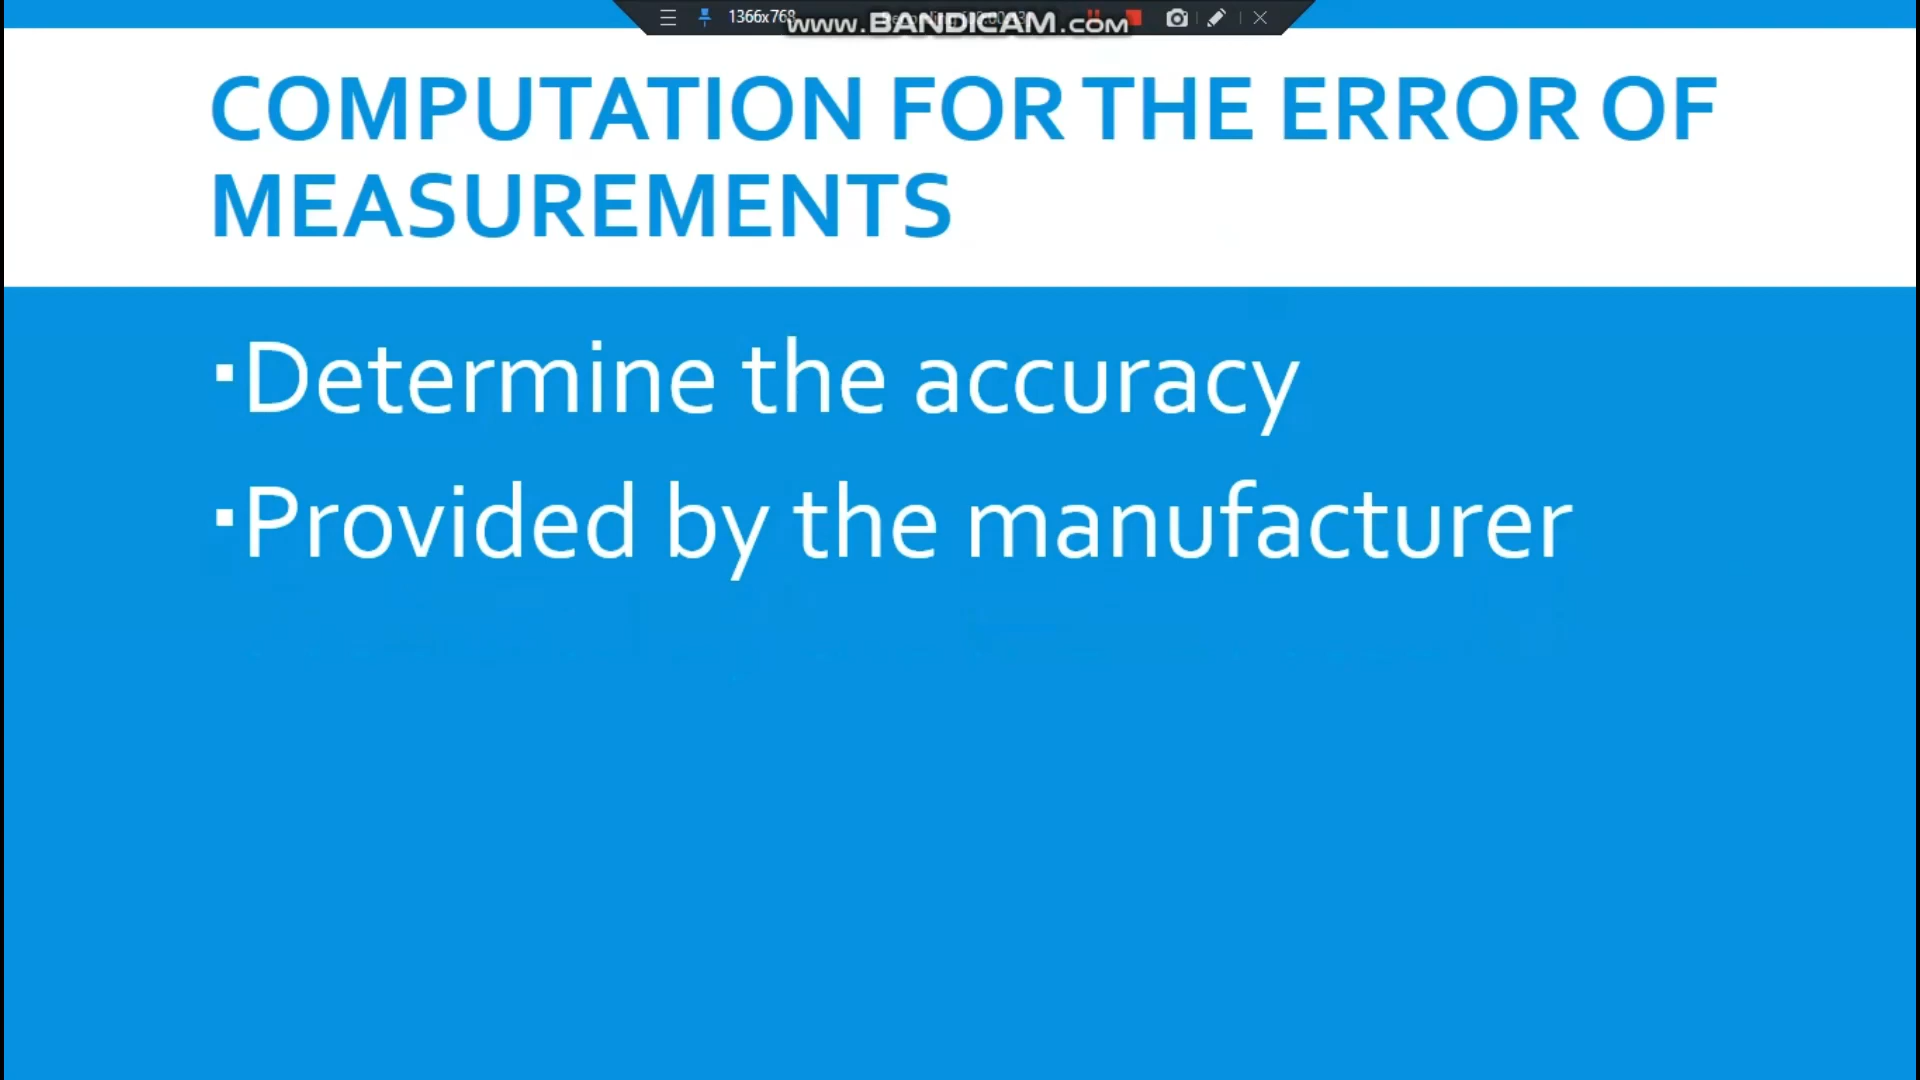 1366x768
www.BANDICAM.com
COMPUTATION FOR THE ERROR OF
MEASUREMENTS
▪Determine the accuracy
▪Provided by the manufacturer